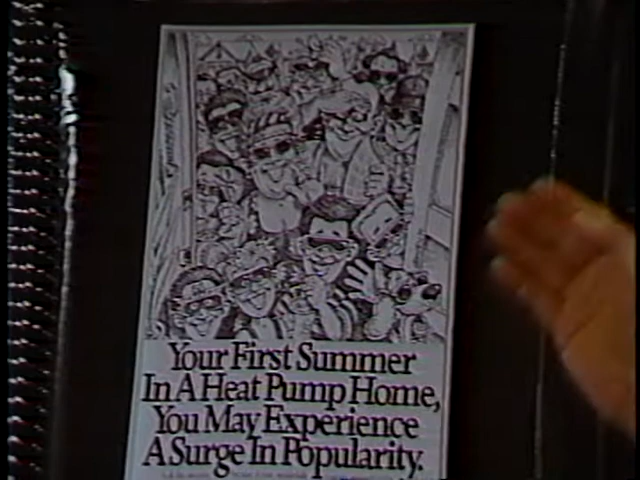 Your First Summer
In A Heat Pump Home,
You May Experience
A Surge In Popularity.